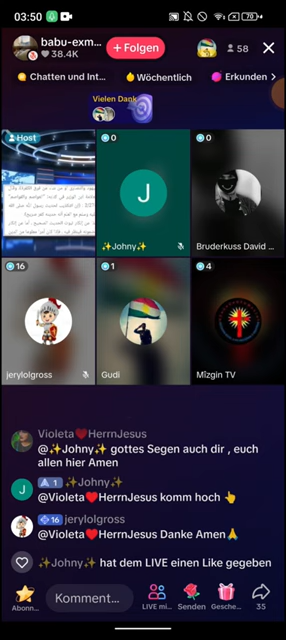 03:50
70
babu-exm...
38.4K
+ Folgen
58
Chatten und Int...
Wöchentlich
Erkunden >
Vielen Dank
Host
0
✨Johny✨
0
Bruderkuss David ...
16
jerylolgross
1
Gudi
4
Mîzgin TV
J
Violeta❤️HerrnJesus
@✨Johny✨ gottes Segen auch dir , euch
allen hier Amen
J
1 ✨Johny✨
@Violeta❤️HerrnJesus komm hoch 👆
16 jerylolgross
@Violeta❤️HerrnJesus Danke Amen🙏
✨Johny✨ hat dem LIVE einen Like gegeben
Abonn...
Komment...
LIVE mi...
Senden
Gesche...
35